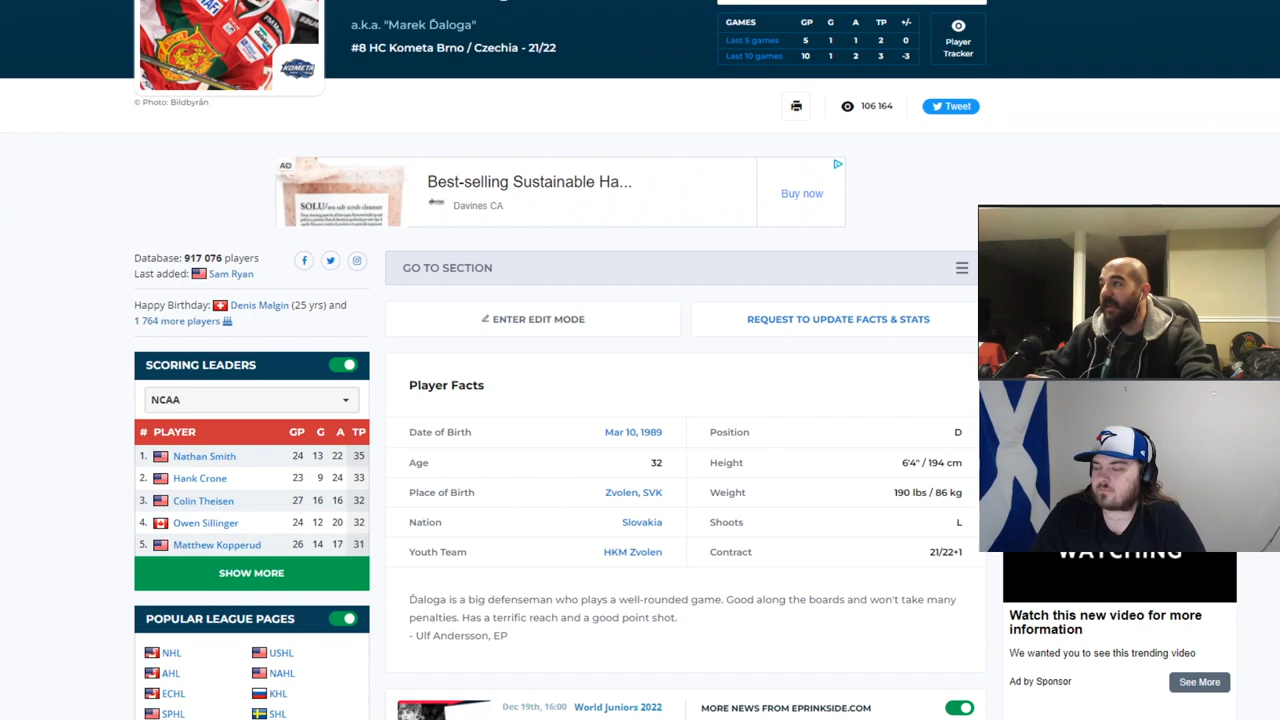 a.k.a. "Marek Ďaloga"
#8 HC Kometa Brno / Czechia - 21/22
GAMES GP G A TP +/-
Last 5 games 5 1 1 2 0
Last 10 games 10 1 2 3 -3
Player
Tracker
KOMETA
© Photo: Bildbyrån
106 164
Tweet
AD
SOLU/sea salt scrub cleanser
Best-selling Sustainable Ha...
Davines CA
Buy now
Database: 917 076 players
Last added: Sam Ryan
Happy Birthday: Denis Malgin (25 yrs) and
1 764 more players
GO TO SECTION
ENTER EDIT MODE
REQUEST TO UPDATE FACTS & STATS
SCORING LEADERS
NCAA
# PLAYER GP G A TP
1. Nathan Smith 24 13 22 35
2. Hank Crone 23 9 24 33
3. Colin Theisen 27 16 16 32
4. Owen Sillinger 24 12 20 32
5. Matthew Kopperud 26 14 17 31
SHOW MORE
POPULAR LEAGUE PAGES
NHL USHL
AHL NAHL
ECHL KHL
SPHL SHL
Player Facts
Date of Birth Mar 10, 1989 Position D
Age 32 Height 6'4" / 194 cm
Place of Birth Zvolen, SVK Weight 190 lbs / 86 kg
Nation Slovakia Shoots L
Youth Team HKM Zvolen Contract 21/22+1
Ďaloga is a big defenseman who plays a well-rounded game. Good along the boards and won't take many
penalties. Has a terrific reach and a good point shot.
- Ulf Andersson, EP
Dec 19th, 16:00 World Juniors 2022
MORE NEWS FROM EPRINKSIDE.COM
WATCHING
Watch this new video for more
information
We wanted you to see this trending video
Ad by Sponsor
See More